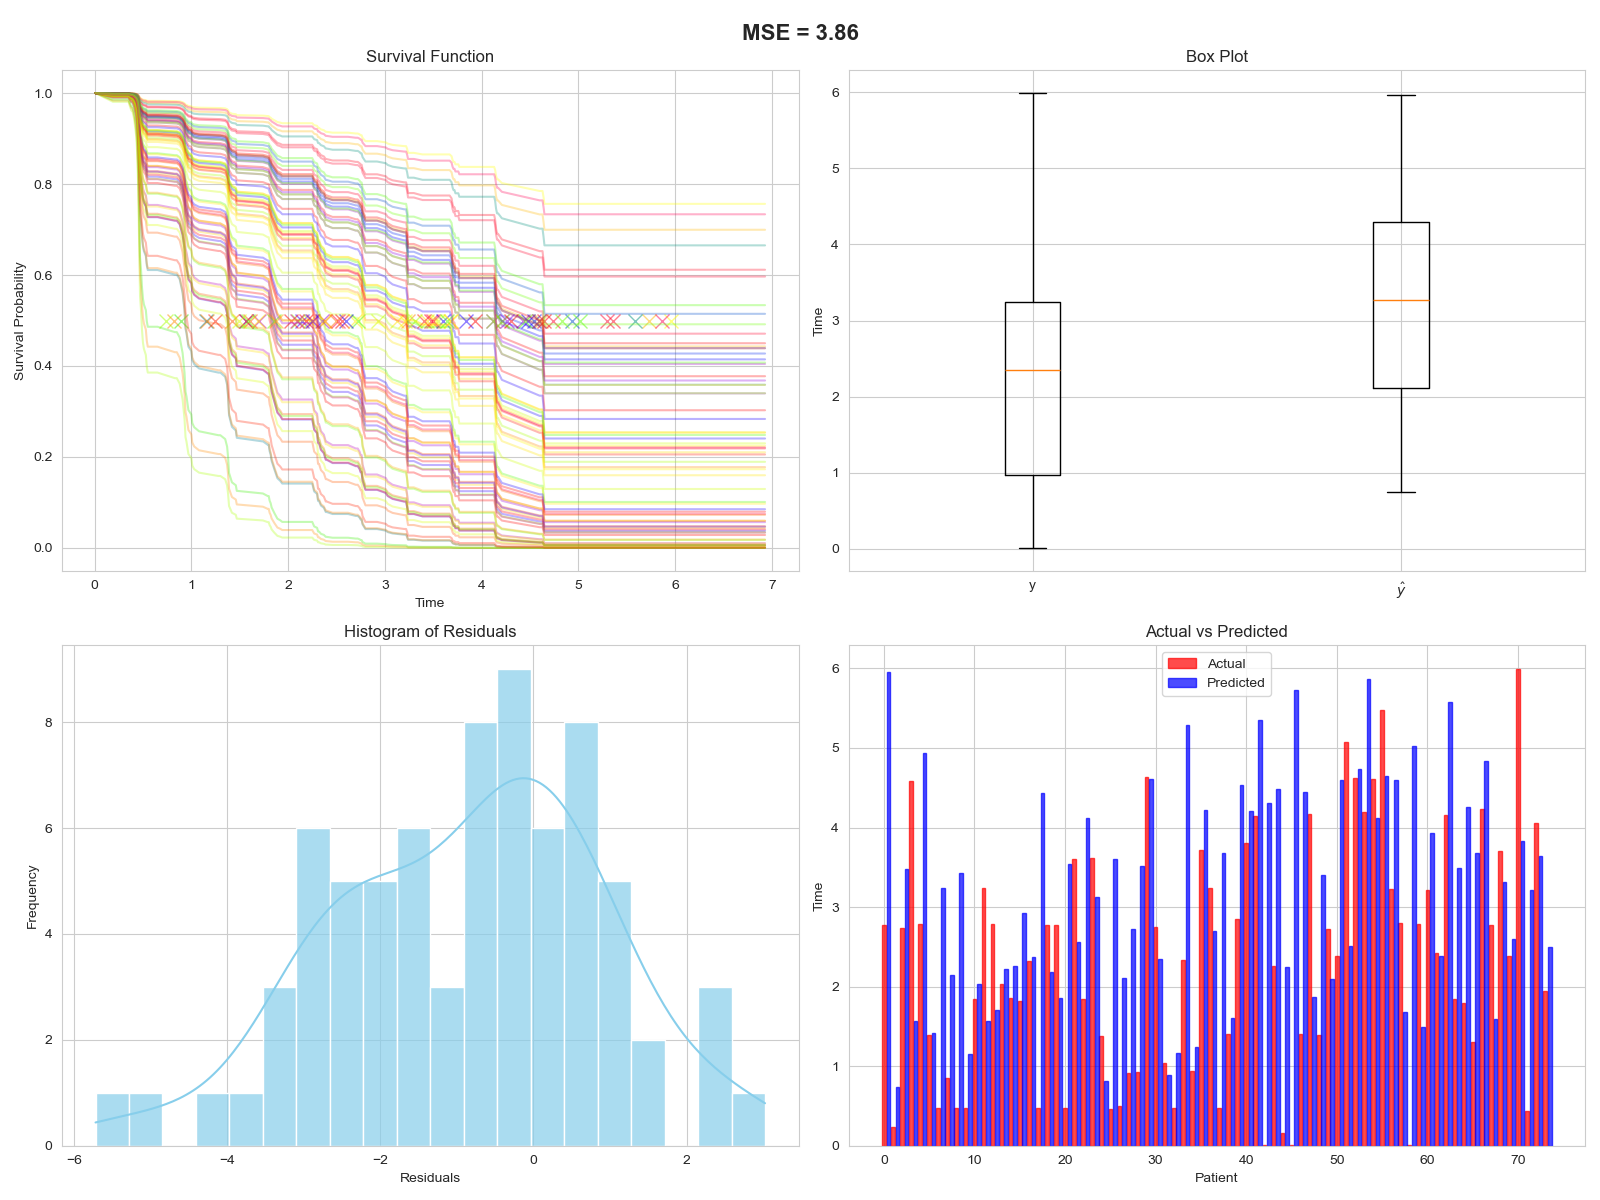 MSE = 3.86
Survival Function
Survival Probability
1.0
0.8
0.6
0.4
0.2
0.0
0 1 2 3 4 5 6 7
Time
Box Plot
Time
6
5
4
3
2
1
0
y ŷ
Histogram of Residuals
Frequency
8
6
4
2
0
−6 −4 −2 0 2
Residuals
Actual vs Predicted
Actual
Predicted
Time
6
5
4
3
2
1
0
0 10 20 30 40 50 60 70
Patient